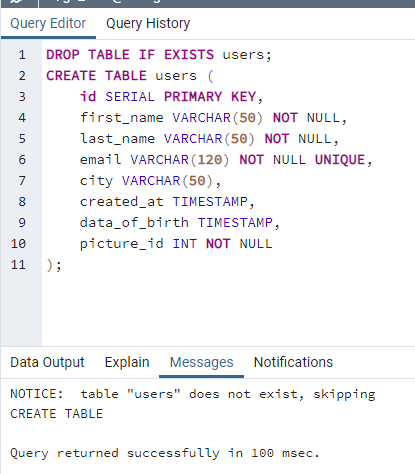 Query Editor Query History
1 DROP TABLE IF EXISTS users;
2 CREATE TABLE users (
3 id SERIAL PRIMARY KEY,
4 first_name VARCHAR(50) NOT NULL,
5 last_name VARCHAR(50) NOT NULL,
6 email VARCHAR(120) NOT NULL UNIQUE,
7 city VARCHAR(50),
8 created_at TIMESTAMP,
9 data_of_birth TIMESTAMP,
10 picture_id INT NOT NULL
11 );
Data Output Explain Messages Notifications
NOTICE: table "users" does not exist, skipping
CREATE TABLE
Query returned successfully in 100 msec.